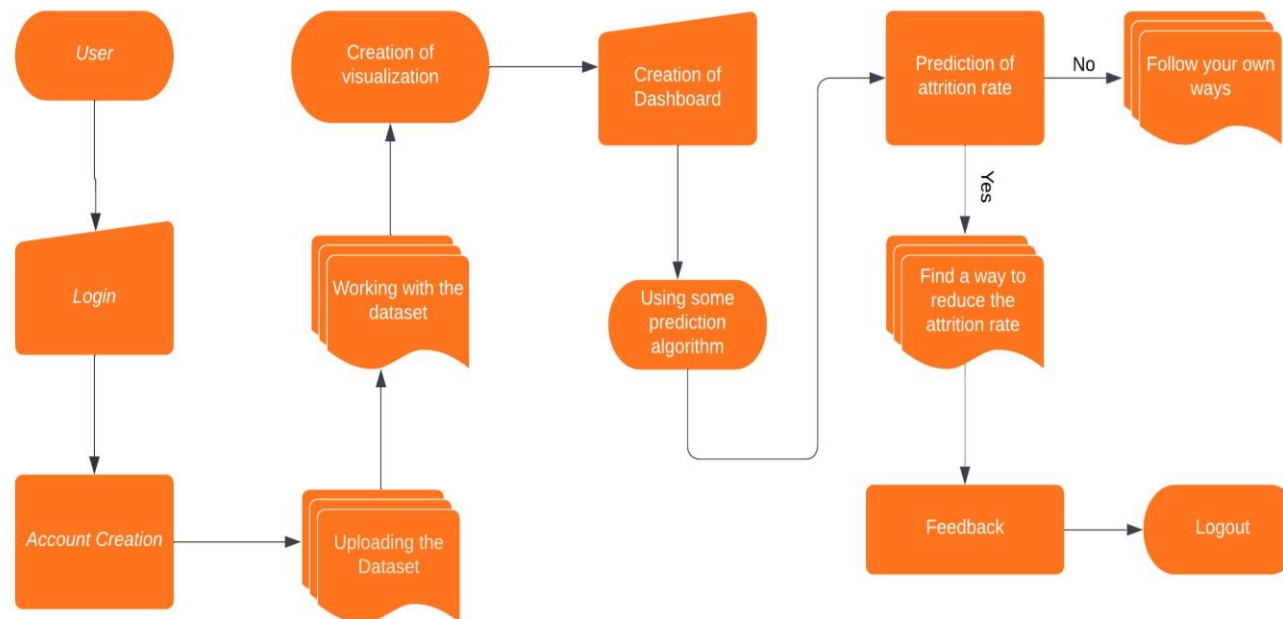 User
Login
Account Creation
Uploading the
Dataset
Working with the
dataset
Creation of
visualization
Creation of
Dashboard
Using some
prediction
algorithm
Prediction of
attrition rate
No
Follow your own
ways
Yes
Find a way to
reduce the
attrition rate
Feedback
Logout